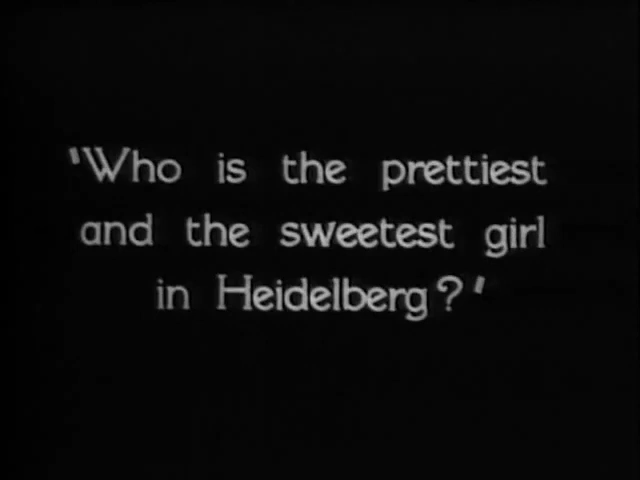 "Who is the prettiest
and the sweetest girl
in Heidelberg?"